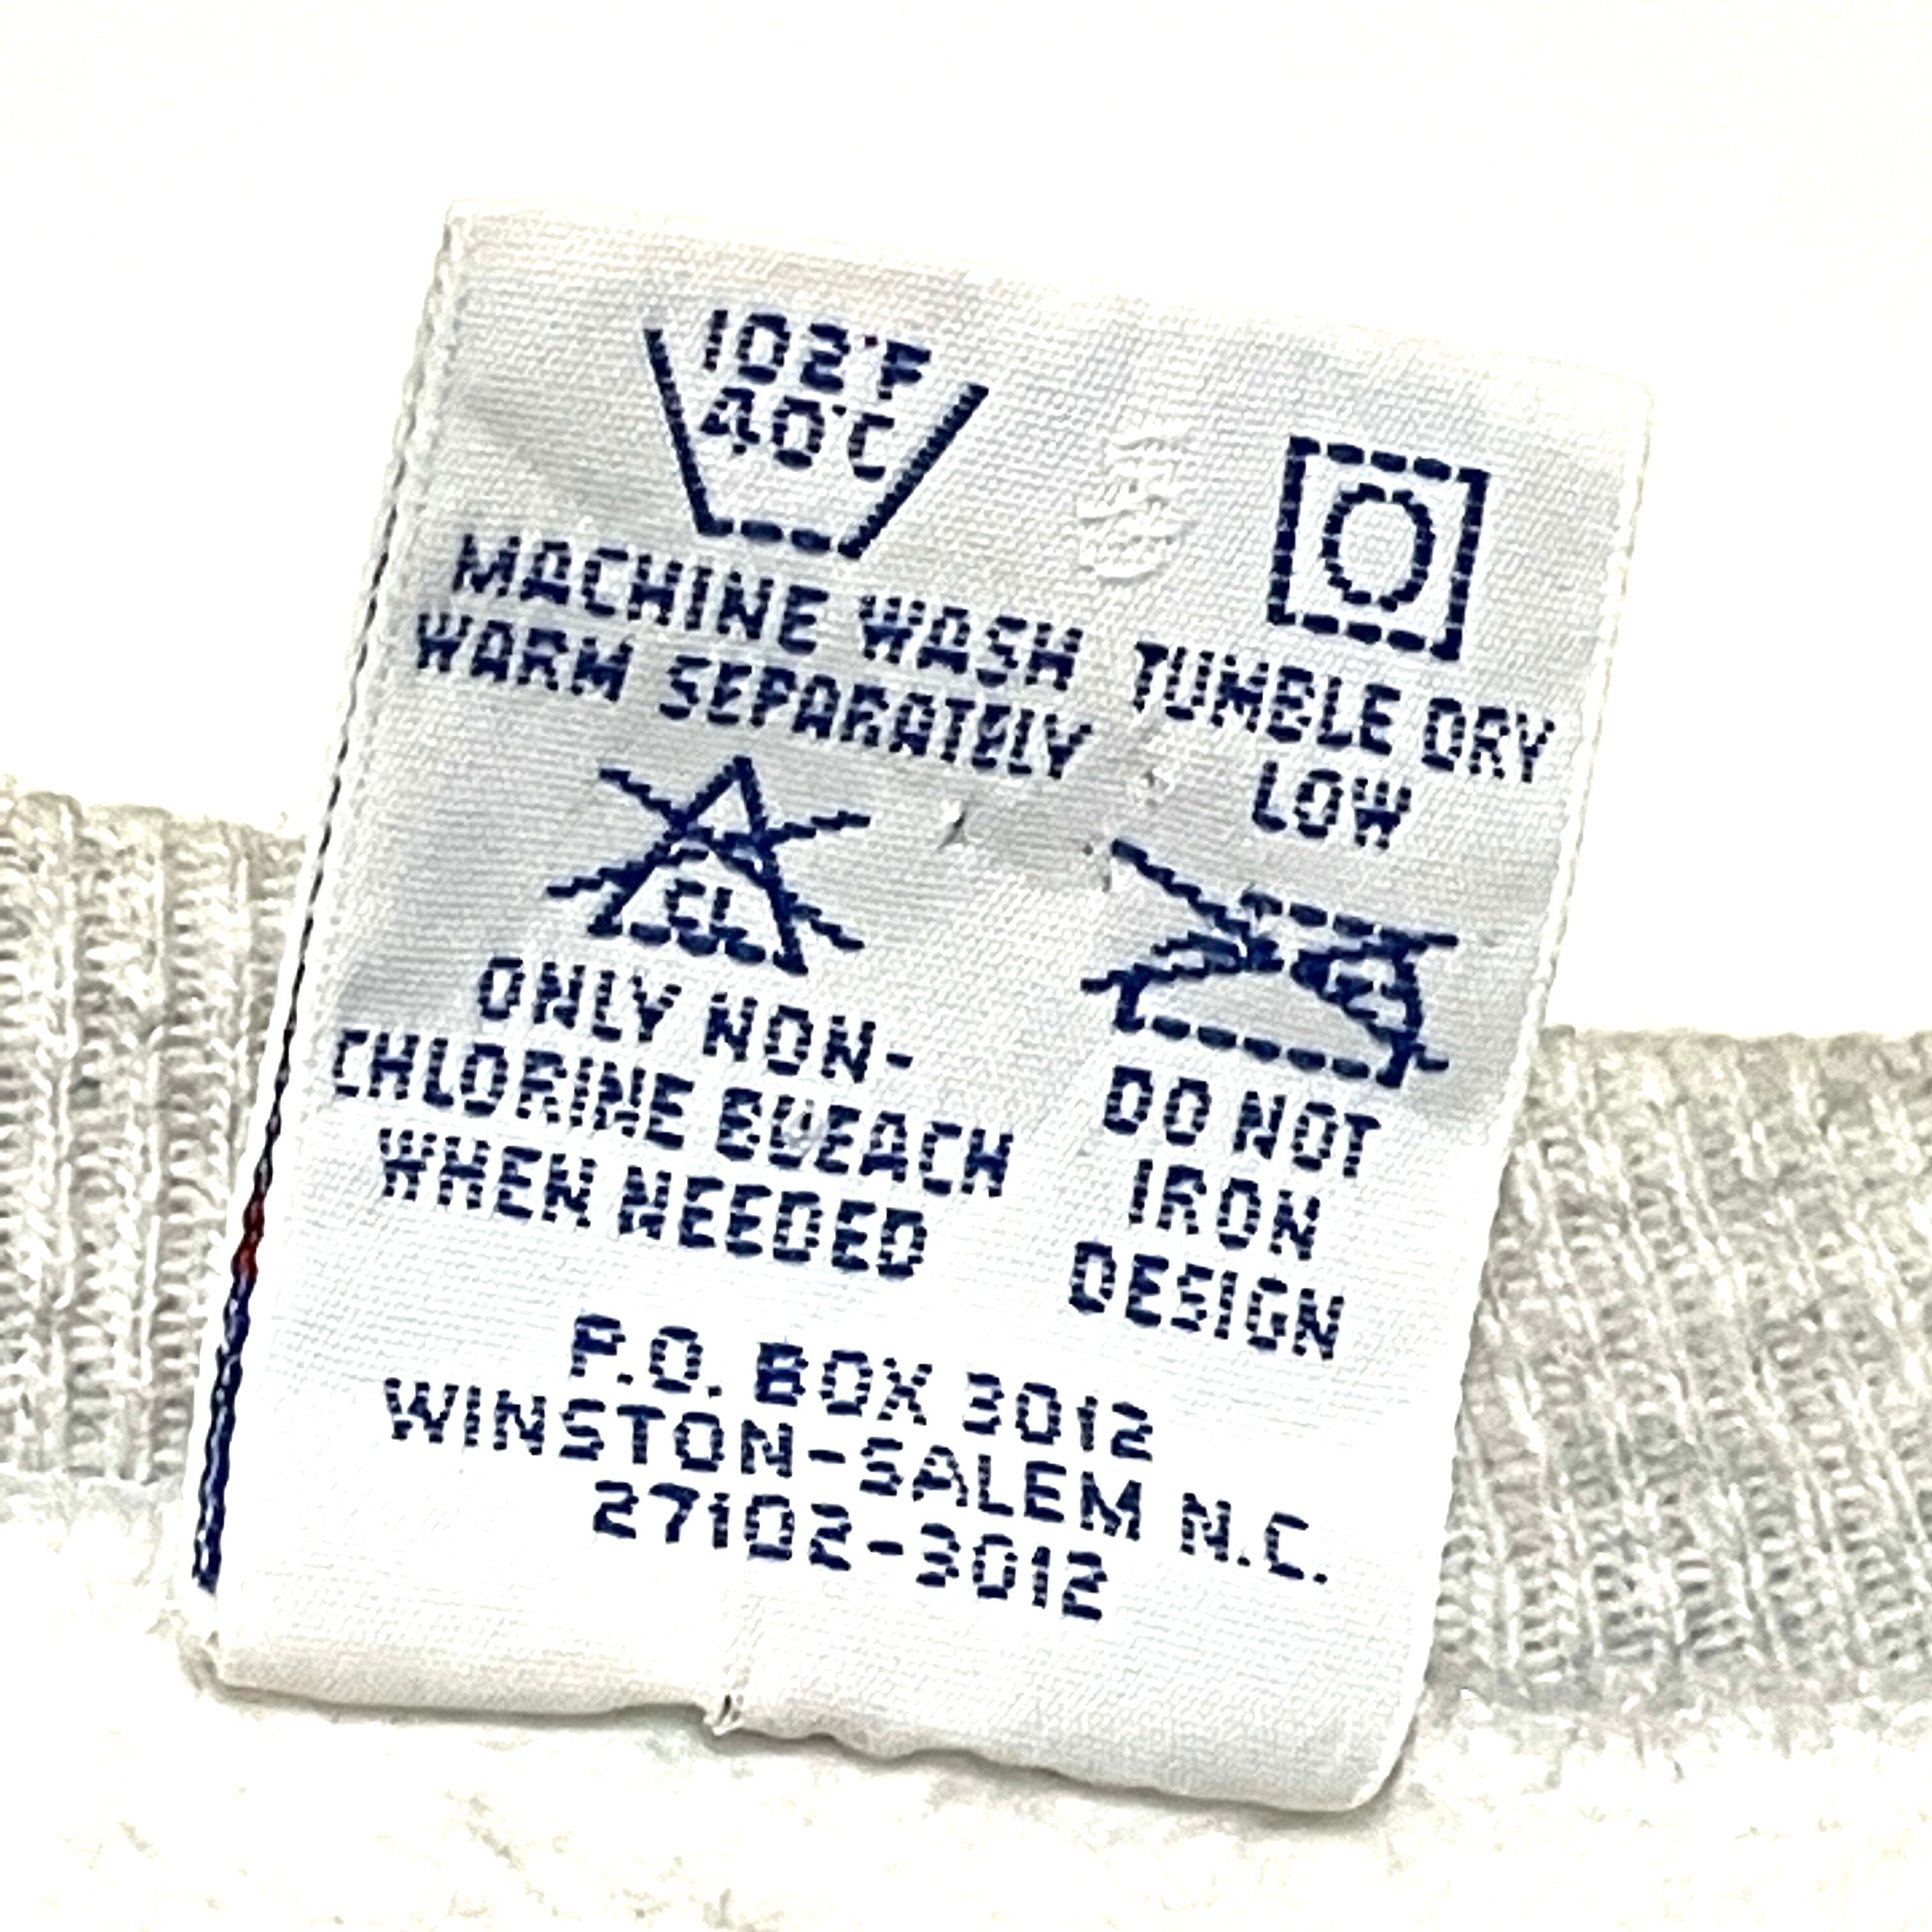 102°F
40°C
MACHINE WASH
WARM SEPARATELY
TUMBLE DRY
LOW
CL
ONLY NON-
CHLORINE BLEACH
WHEN NEEDED
DO NOT
IRON
DESIGN
P.O. BOX 3012
WINSTON-SALEM N.C.
27102-3012